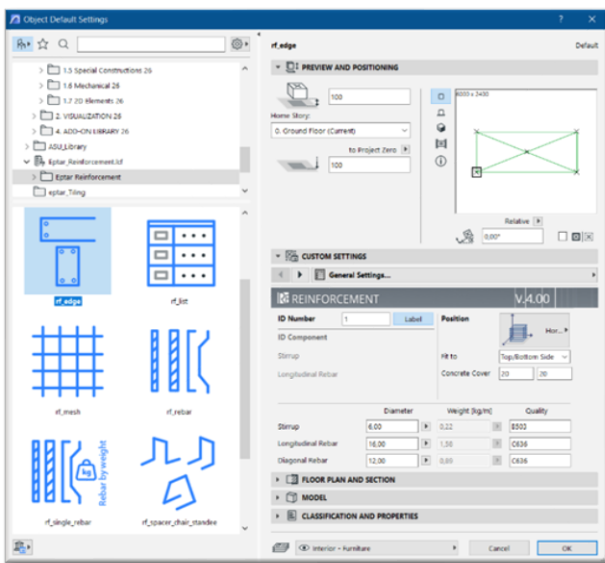 Object Default Settings
? X
1.5 Special Constructions 26
1.6 Mechanical 26
1.7 2D Elements 26
2. VISUALIZATION 26
4. ADD-ON LIBRARY 26
ASU_Library
Eptar_Reinforcement.lcf
Eptar Reinforcement
eptar_Tiling
rf_edge
rf_list
rf_mesh
rf_rebar
kg
Rebar by weight
rf_single_rebar
rf_spacer_chair_standee
rf_edge
Default
PREVIEW AND POSITIONING
100
Home Story:
0. Ground Floor (Current)
to Project Zero
100
Relative
0,00°
CUSTOM SETTINGS
General Settings...
REINFORCEMENT V.4.00
ID Number 1 Label Position
Hor...
ID Component
Stirrup Fit to Top/Bottom Side
Longitudinal Rebar Concrete Cover 20 20
Diameter Weight [kg/m] Quality
Stirrup 6,00 0,22 B503
Longitudinal Rebar 16,00 1,58 C636
Diagonal Rebar 12,00 C636
FLOOR PLAN AND SECTION
MODEL
CLASSIFICATION AND PROPERTIES
Interior - Furniture
Cancel OK